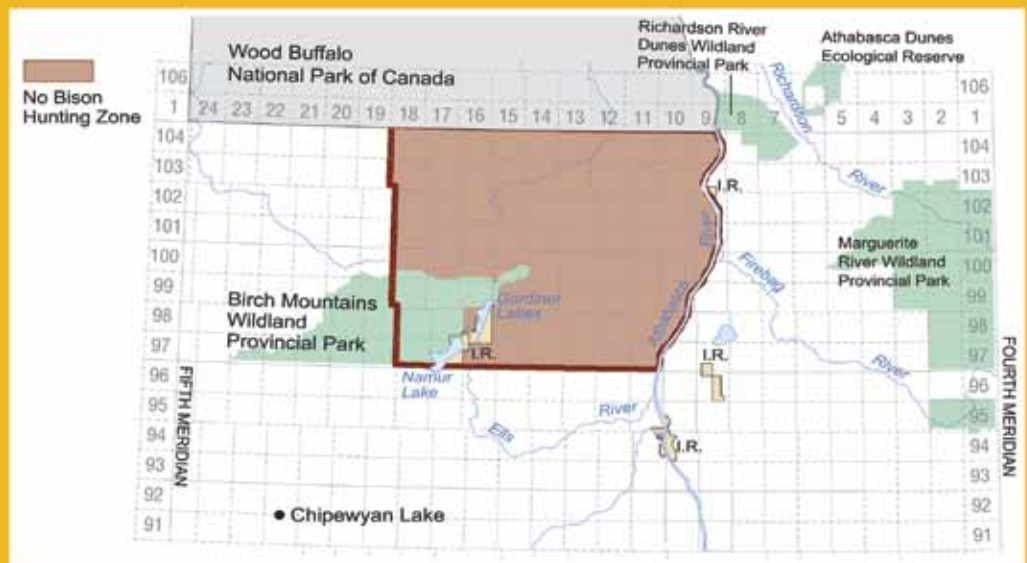 No Bison
Hunting Zone
Wood Buffalo
National Park of Canada
Richardson River
Dunes Wildland
Provincial Park
Athabasca Dunes
Ecological Reserve
Richardson
River
106
1 24 23 22 21 20 19 18 17 16 15 14 13 12 11 10 9 8 7 5 4 3 2 1
106
104
103
102
101
100
99
98
97
96
95
94
93
92
91
104
103
102
101
100
99
98
97
96
95
94
93
92
91
I.R.
River
Athabasca
Firebag
River
Marguerite
River Wildland
Provincial Park
Birch Mountains
Wildland
Provincial Park
Gardiner
Lakes
I.R.
Namur
Lake
I.R.
Ells
River
I.R.
FIFTH MERIDIAN
FOURTH MERIDIAN
Chipewyan Lake